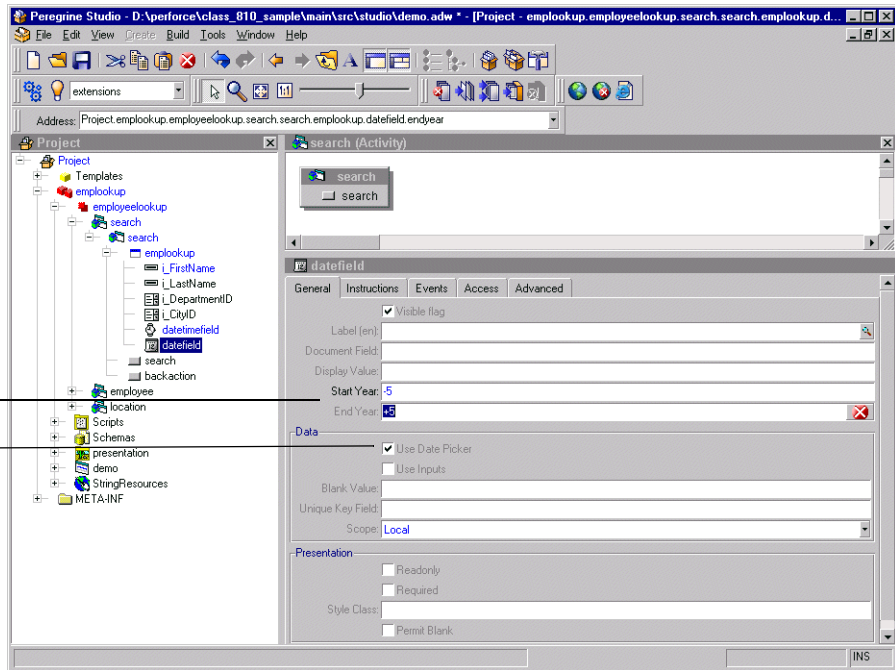 Peregrine Studio - D:\perforce\class_810_sample\main\src\studio\demo.adw * - [Project - emplookup.employeelookup.search.search.emplookup.d...
File Edit View Create Build Tools Window Help
extensions
Address: Project.emplookup.employeelookup.search.search.emplookup.datefield.endyear
Project
Project
Templates
emplookup
employeelookup
search
search
emplookup
i_FirstName
i_LastName
i_DepartmentID
i_CityID
datetimefield
datefield
search
backaction
employee
location
Scripts
Schemas
presentation
demo
StringResources
META-INF
search (Activity)
search
search
datefield
General Instructions Events Access Advanced
Visible flag
Label (en):
Document Field:
Display Value:
Start Year: -5
End Year: +5
Data
Use Date Picker
Use Inputs
Blank Value:
Unique Key Field:
Scope: Local
Presentation
Readonly
Required
Style Class:
Permit Blank
INS